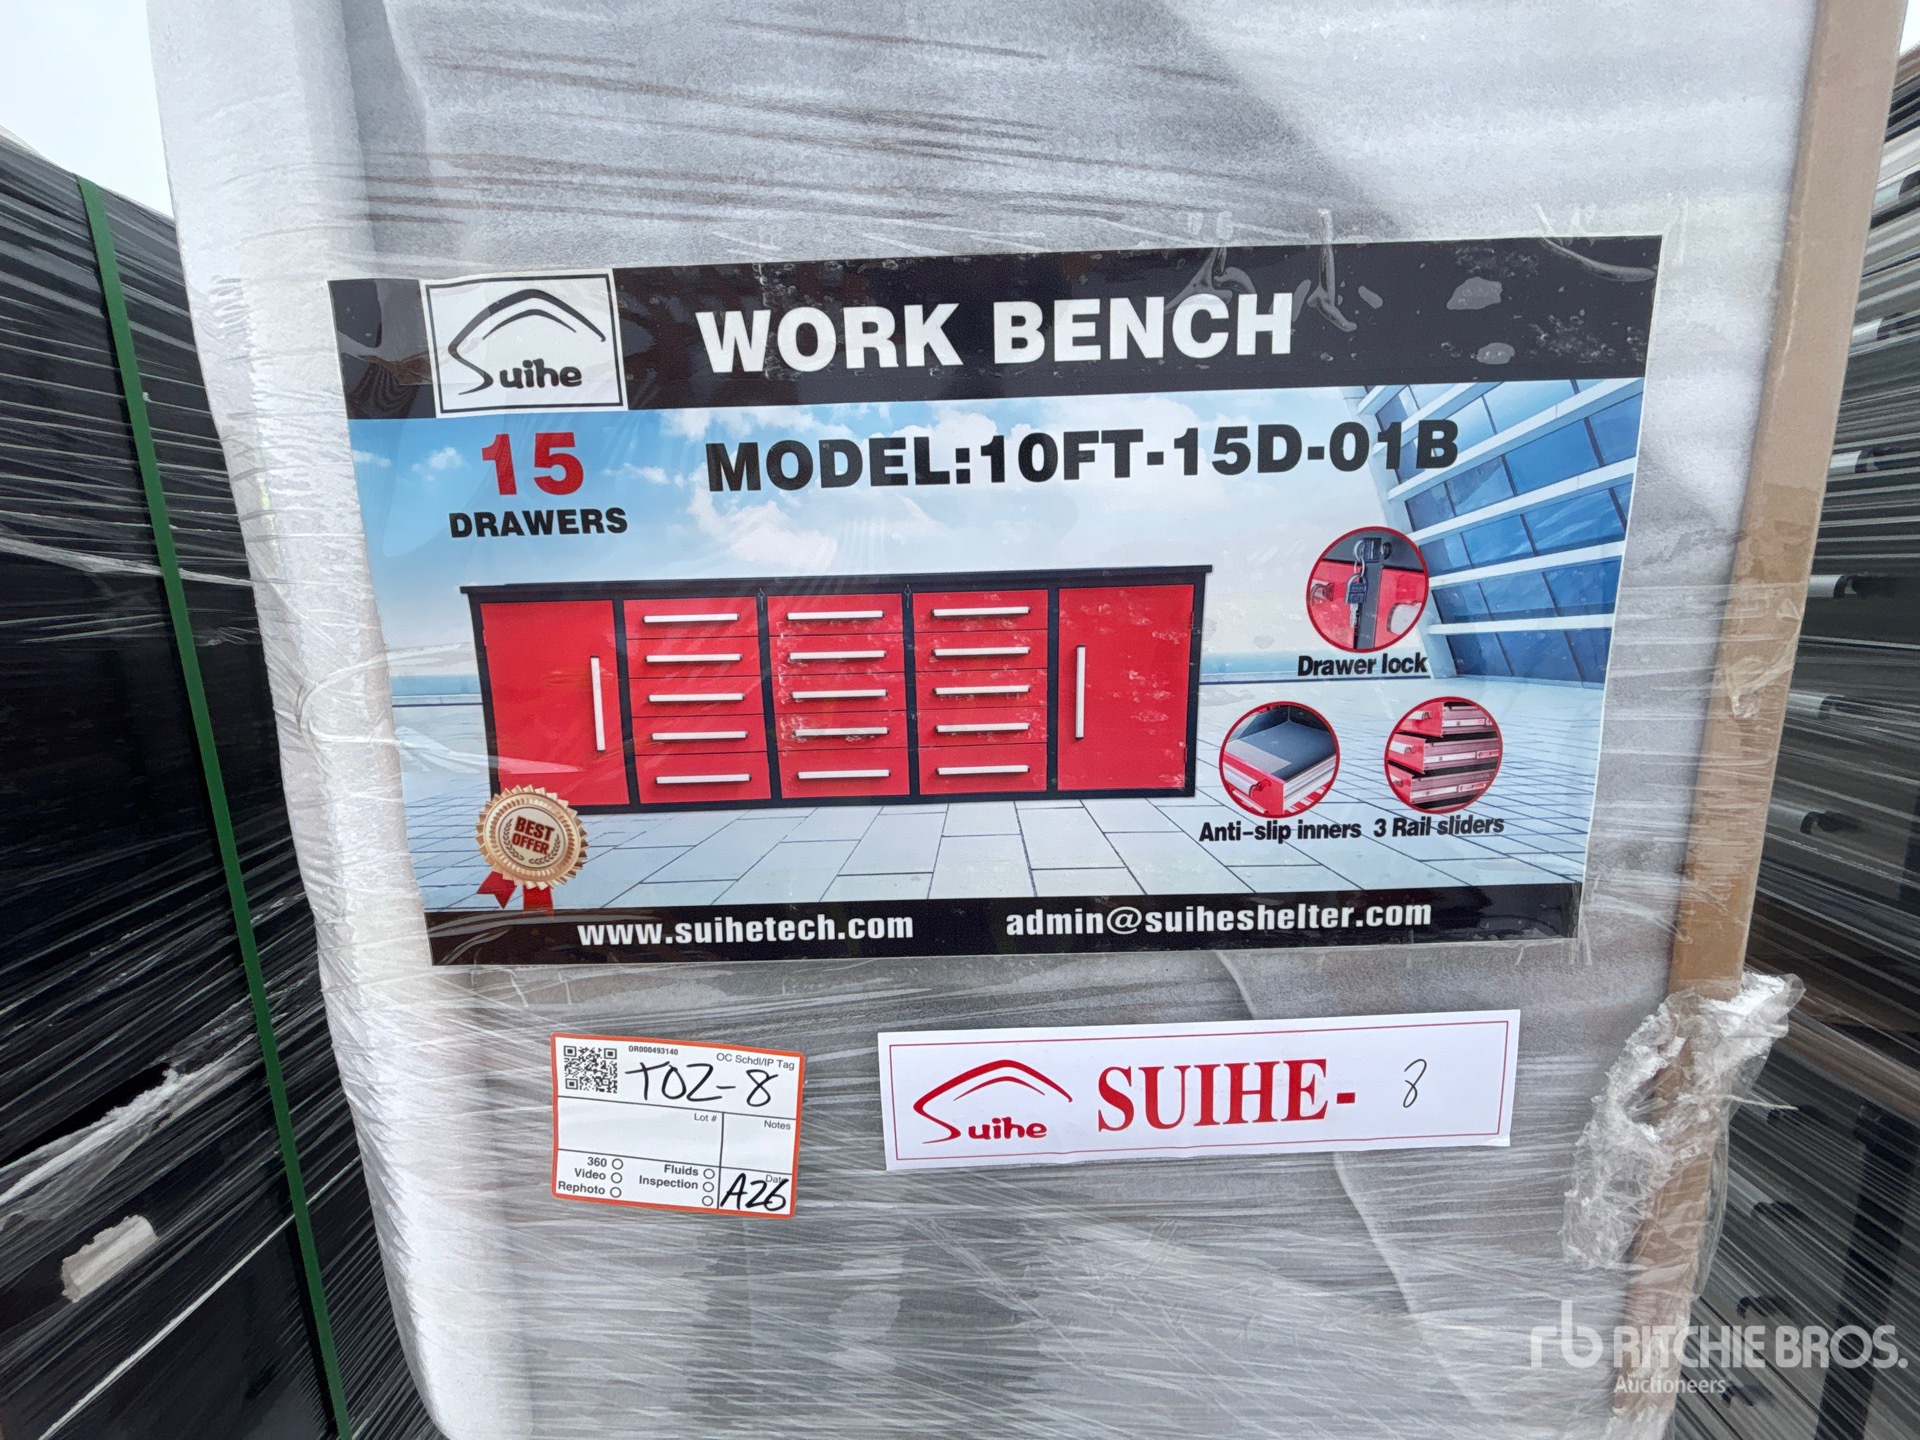 Suihe
WORK BENCH
15
DRAWERS
MODEL:10FT-15D-01B
Drawer lock
Anti-slip inners
3 Rail sliders
BEST
OFFER
www.suihetech.com
admin@suiheshelter.com
OR000493140
OC Schdl/IP Tag
TOZ-8
Lot #
Notes
360
Video
Rephoto
Fluids
Inspection
Date
A26
Suihe
SUIHE- 8
rb RITCHIE BROS.
Auctioneers